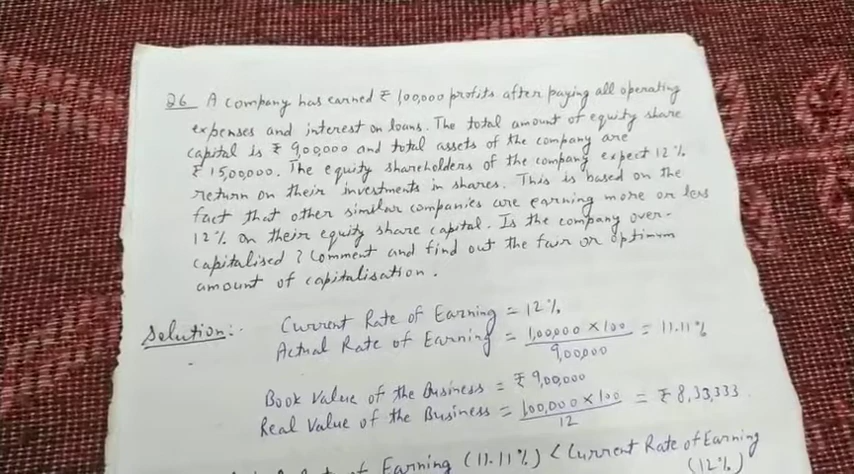 Q6 A company has earned ₹ 1,00,000 profits after paying all operating
expenses and interest on loans. The total amount of equity share
capital is ₹ 9,00,000 and total assets of the company are
₹ 15,00,000. The equity shareholders of the company expect 12%
return on their investments in shares. This is based on the
fact that other similar companies are earning more or less
12% on their equity share capital. Is the company over-
capitalised? Comment and find out the fair or optimum
amount of capitalisation.
Solution:- Current Rate of Earning = 12%
Actual Rate of Earning = 1,00,000 × 100 / 9,00,000 = 11.11%
Book Value of the Business = ₹ 9,00,000
Real Value of the Business = 100,000 × 100 / 12 = ₹ 8,33,333
Earning (11.11%) < Current Rate of Earning
(12%)